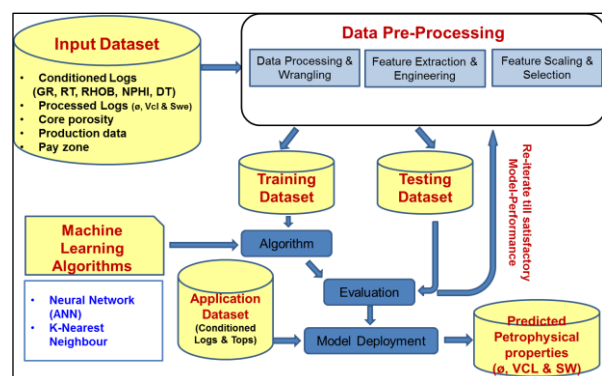 Input Dataset
• Conditioned Logs
(GR, RT, RHOB, NPHI, DT)
• Processed Logs (ø, Vcl & Swe)
• Core porosity
• Production data
• Pay zone
Data Pre-Processing
Data Processing &
Wrangling
Feature Extraction &
Engineering
Feature Scaling &
Selection
Training
Dataset
Testing
Dataset
Re-iterate till satisfactory
Model-Performance
Machine
Learning
Algorithms
Algorithm
• Neural Network
(ANN)
• K-Nearest
Neighbour
Evaluation
Application
Dataset
(Conditioned
Logs & Tops)
Model Deployment
Predicted
Petrophysical
properties
(ø, VCL & SW)